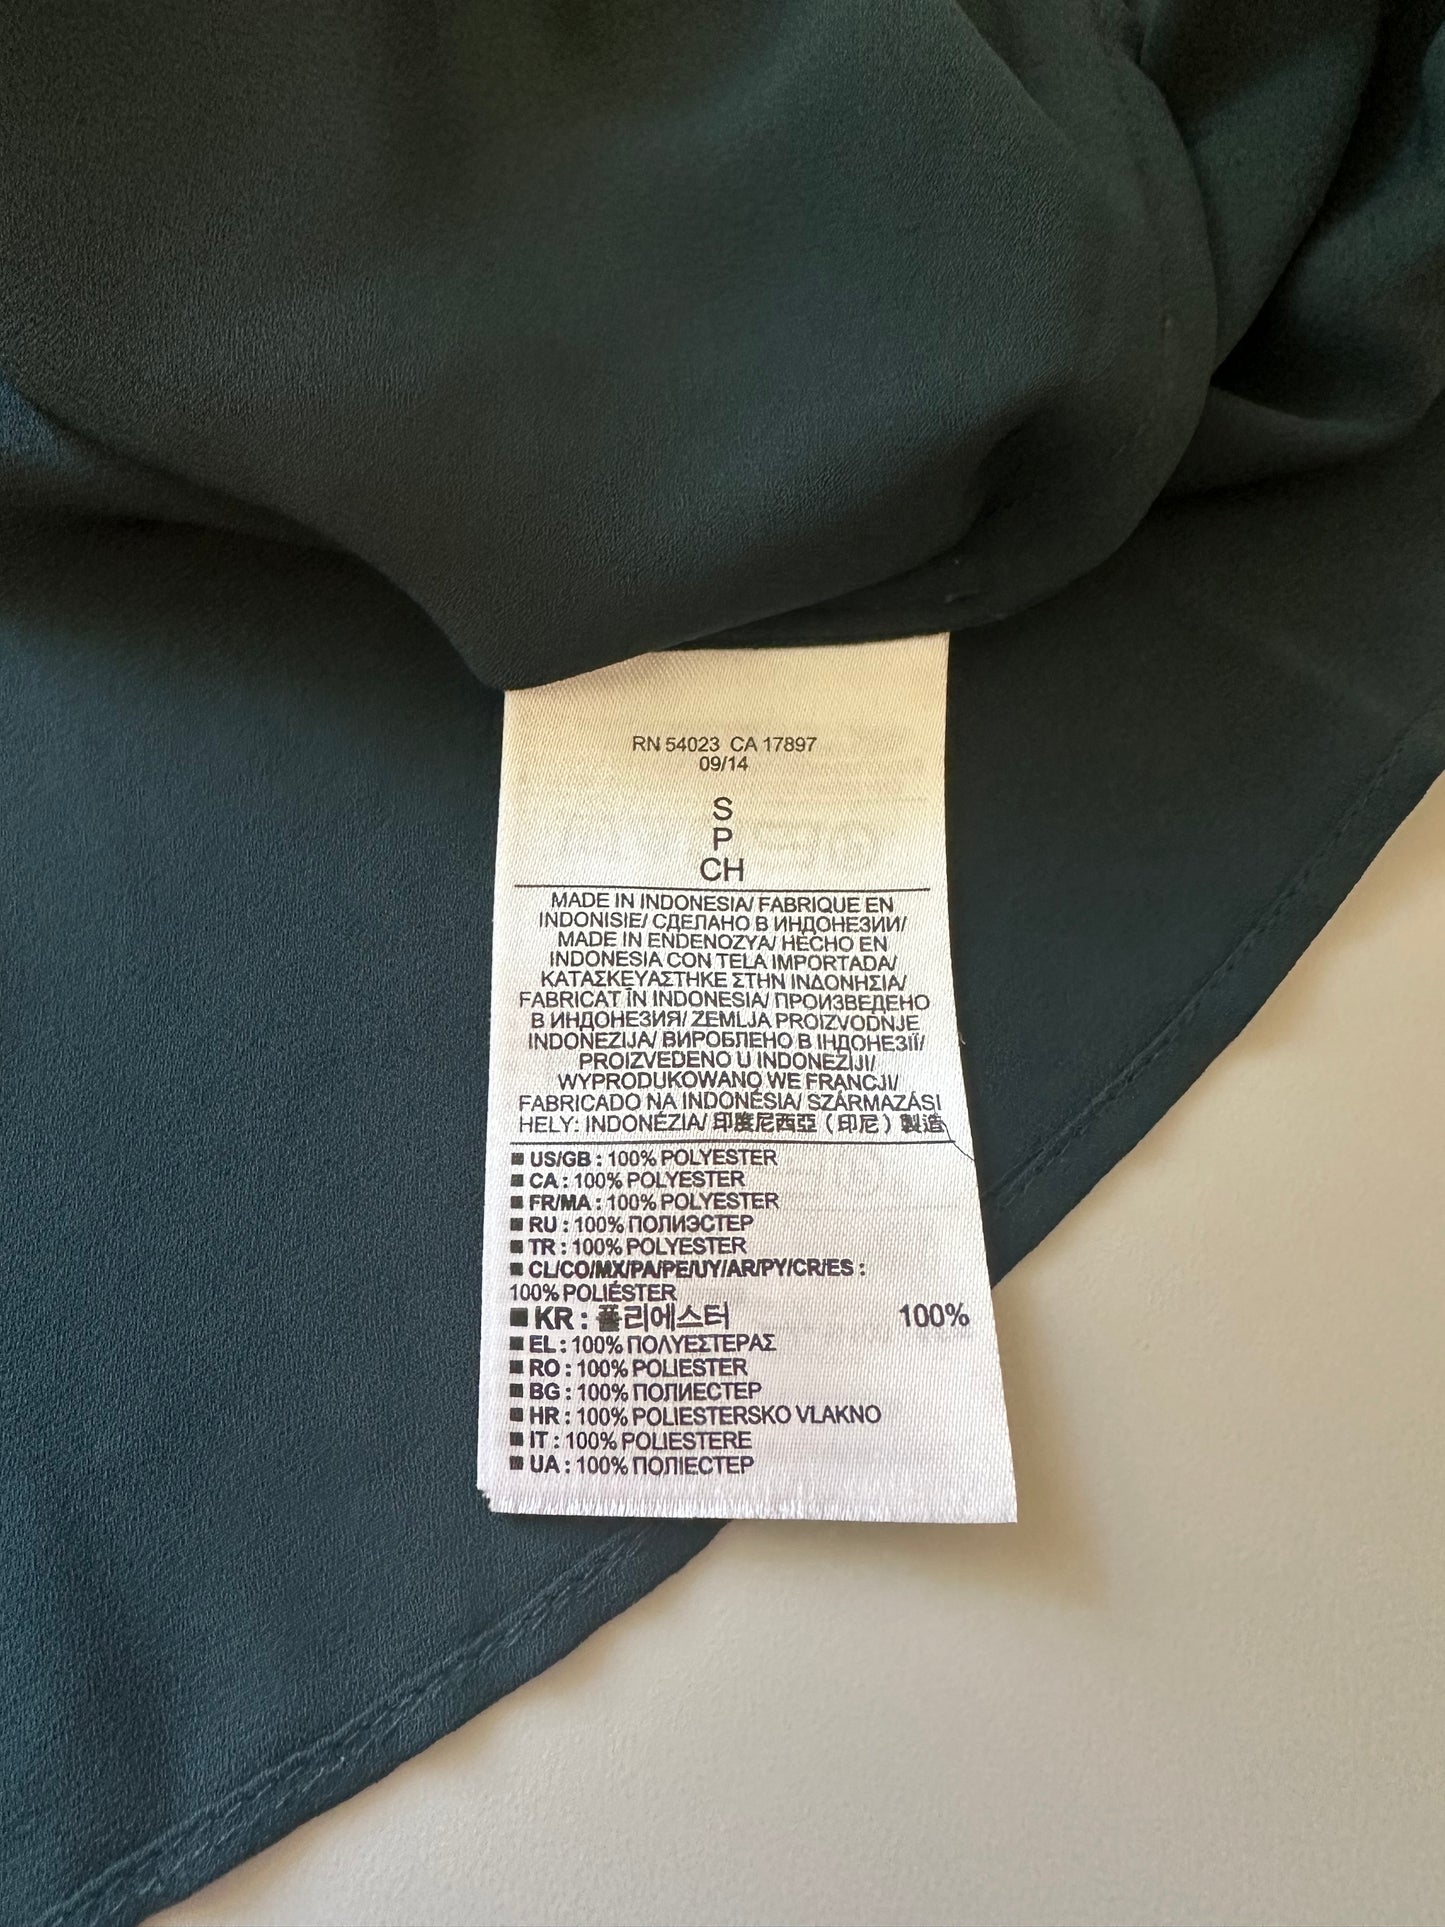 RN 54023 CA 17897
09/14
S
P
CH
MADE IN INDONESIA/ FABRIQUE EN
INDONISIE/ СДЕЛАНО В ИНДОНЕЗИИ/
MADE IN ENDENOZYA/ HECHO EN
INDONESIA CON TELA IMPORTADA/
ΚΑΤΑΣΚΕΥΑΣΤΗΚΕ ΣΤΗΝ ΙΝΔΟΝΗΣΙΑ/
FABRICAT ÎN INDONESIA/ ПРОИЗВЕДЕНО
В ИНДОНЕЗИЯ/ ZEMLJA PROIZVODNJE
INDONEZIJA/ ВИРОБЛЕНО В ІНДОНЕЗІЇ/
PROIZVEDENO U INDONEZIJI/
WYPRODUKOWANO WE FRANCJI/
FABRICADO NA INDONÉSIA/ SZÁRMAZÁSI
HELY: INDONÉZIA/ 印度尼西亞（印尼）製造
■ US/GB : 100% POLYESTER
■ CA : 100% POLYESTER
■ FR/MA : 100% POLYESTER
■ RU : 100% ПОЛИЭСТЕР
■ TR : 100% POLYESTER
■ CL/CO/MX/PA/PE/UY/AR/PY/CR/ES :
100% POLIÉSTER
■ KR : 폴리에스터 100%
■ EL : 100% ΠΟΛΥΕΣΤΕΡΑΣ
■ RO : 100% POLIESTER
■ BG : 100% ПОЛИЕСТЕР
■ HR : 100% POLIESTERSKO VLAKNO
■ IT : 100% POLIESTERE
■ UA : 100% ПОЛІЕСТЕР